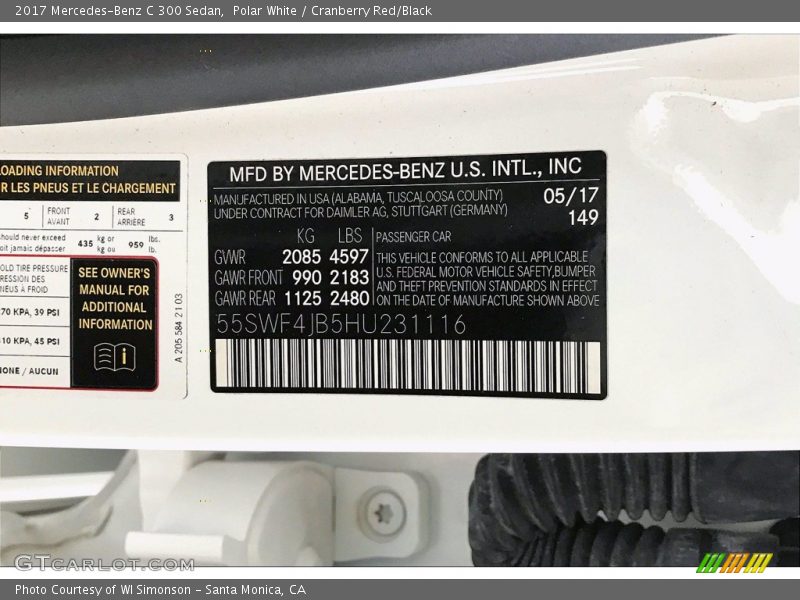 2017 Mercedes-Benz C 300 Sedan, Polar White / Cranberry Red/Black
LOADING INFORMATION
R LES PNEUS ET LE CHARGEMENT
5 FRONT AVANT 2 REAR ARRIERE 3
should never exceed
oit jamais dépasser 435 kg or kg ou 959 lbs. lb.
OLD TIRE PRESSURE
RESSION DES
NEUS À FROID
70 KPA, 39 PSI
10 KPA, 45 PSI
NONE / AUCUN
SEE OWNER'S
MANUAL FOR
ADDITIONAL
INFORMATION
A 205 584 21 03
MFD BY MERCEDES-BENZ U.S. INTL., INC
MANUFACTURED IN USA (ALABAMA, TUSCALOOSA COUNTY) 05/17
UNDER CONTRACT FOR DAIMLER AG, STUTTGART (GERMANY) 149
KG LBS PASSENGER CAR
GVWR 2085 4597 THIS VEHICLE CONFORMS TO ALL APPLICABLE
GAWR FRONT 990 2183 U.S. FEDERAL MOTOR VEHICLE SAFETY,BUMPER
AND THEFT PREVENTION STANDARDS IN EFFECT
GAWR REAR 1125 2480 ON THE DATE OF MANUFACTURE SHOWN ABOVE
55SWF4JB5HU231116
GTCARLOT.COM
Photo Courtesy of WI Simonson - Santa Monica, CA